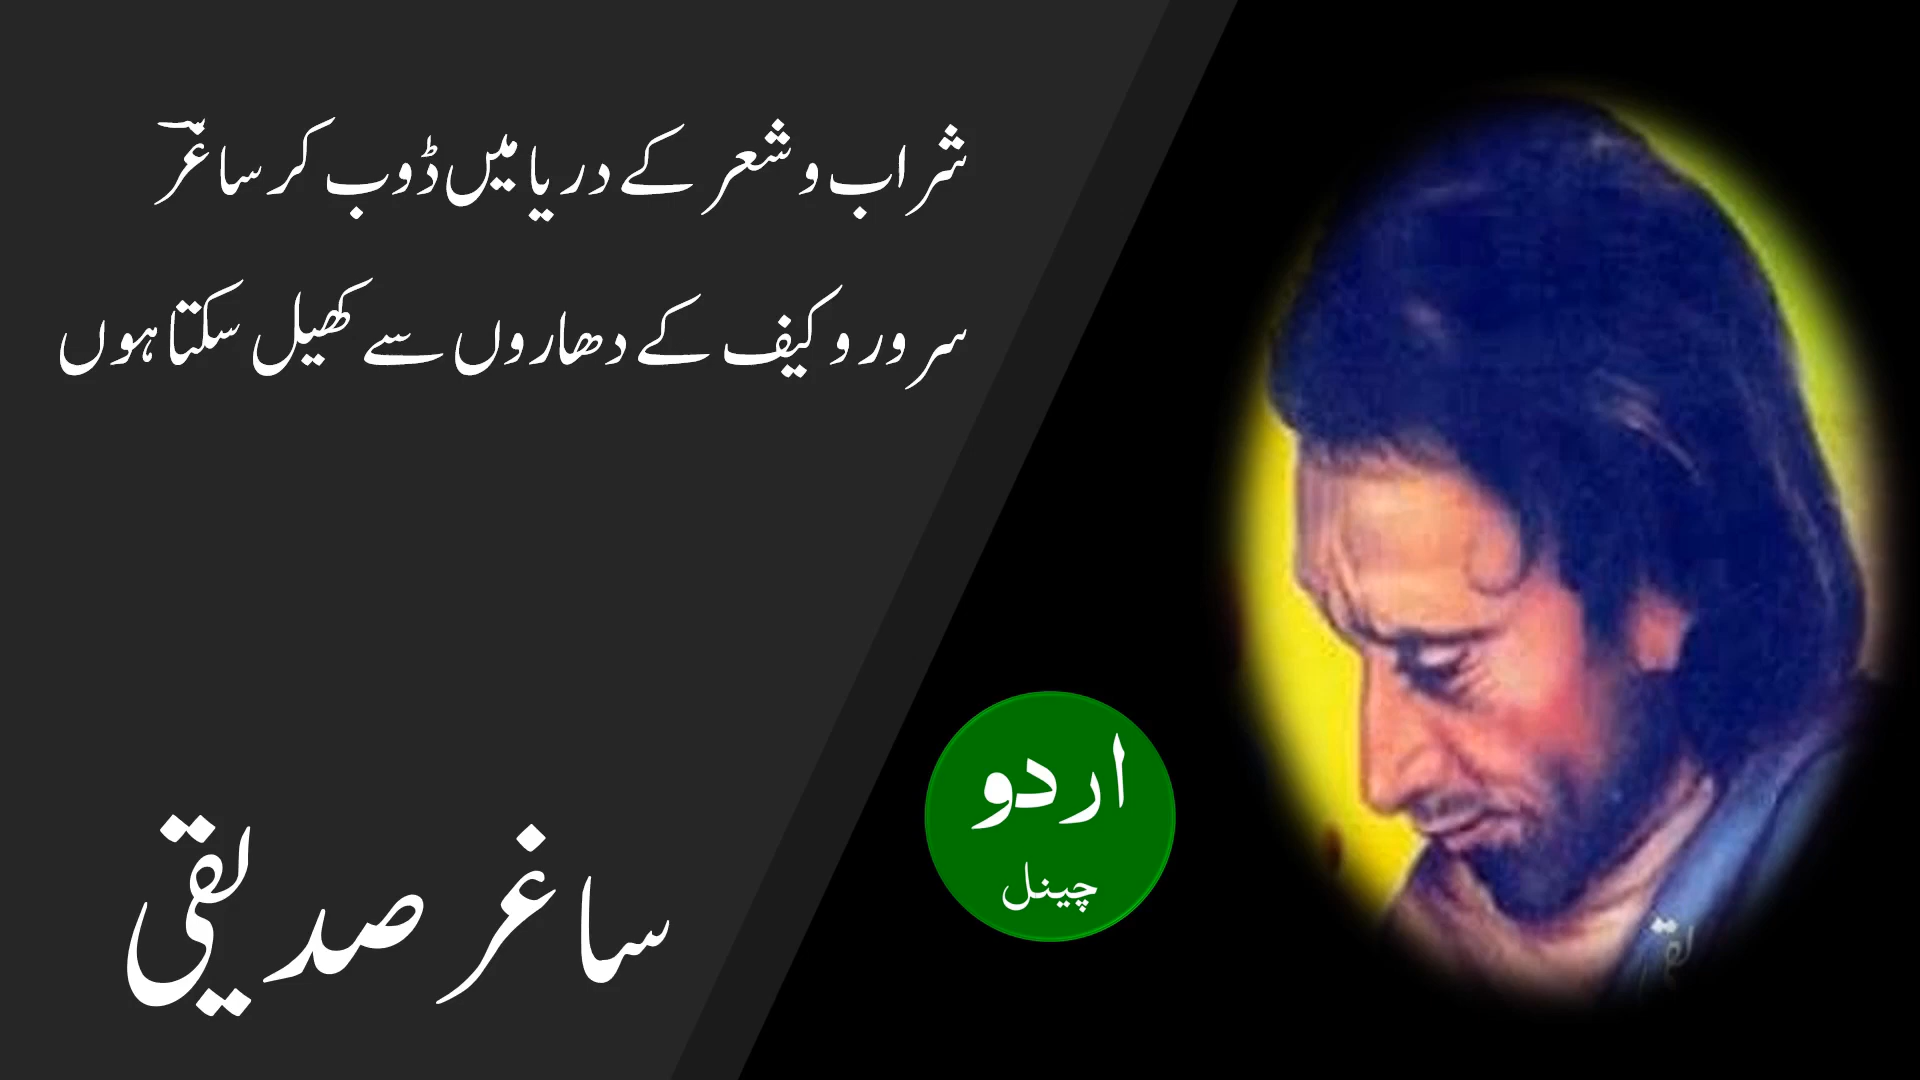 شراب و شعر کے دریا میں ڈوب کر ساغرؔ
سرور و کیف کے دھاروں سے کھیل سکتا ہوں
ساغر صدیقی
اردو
چینل